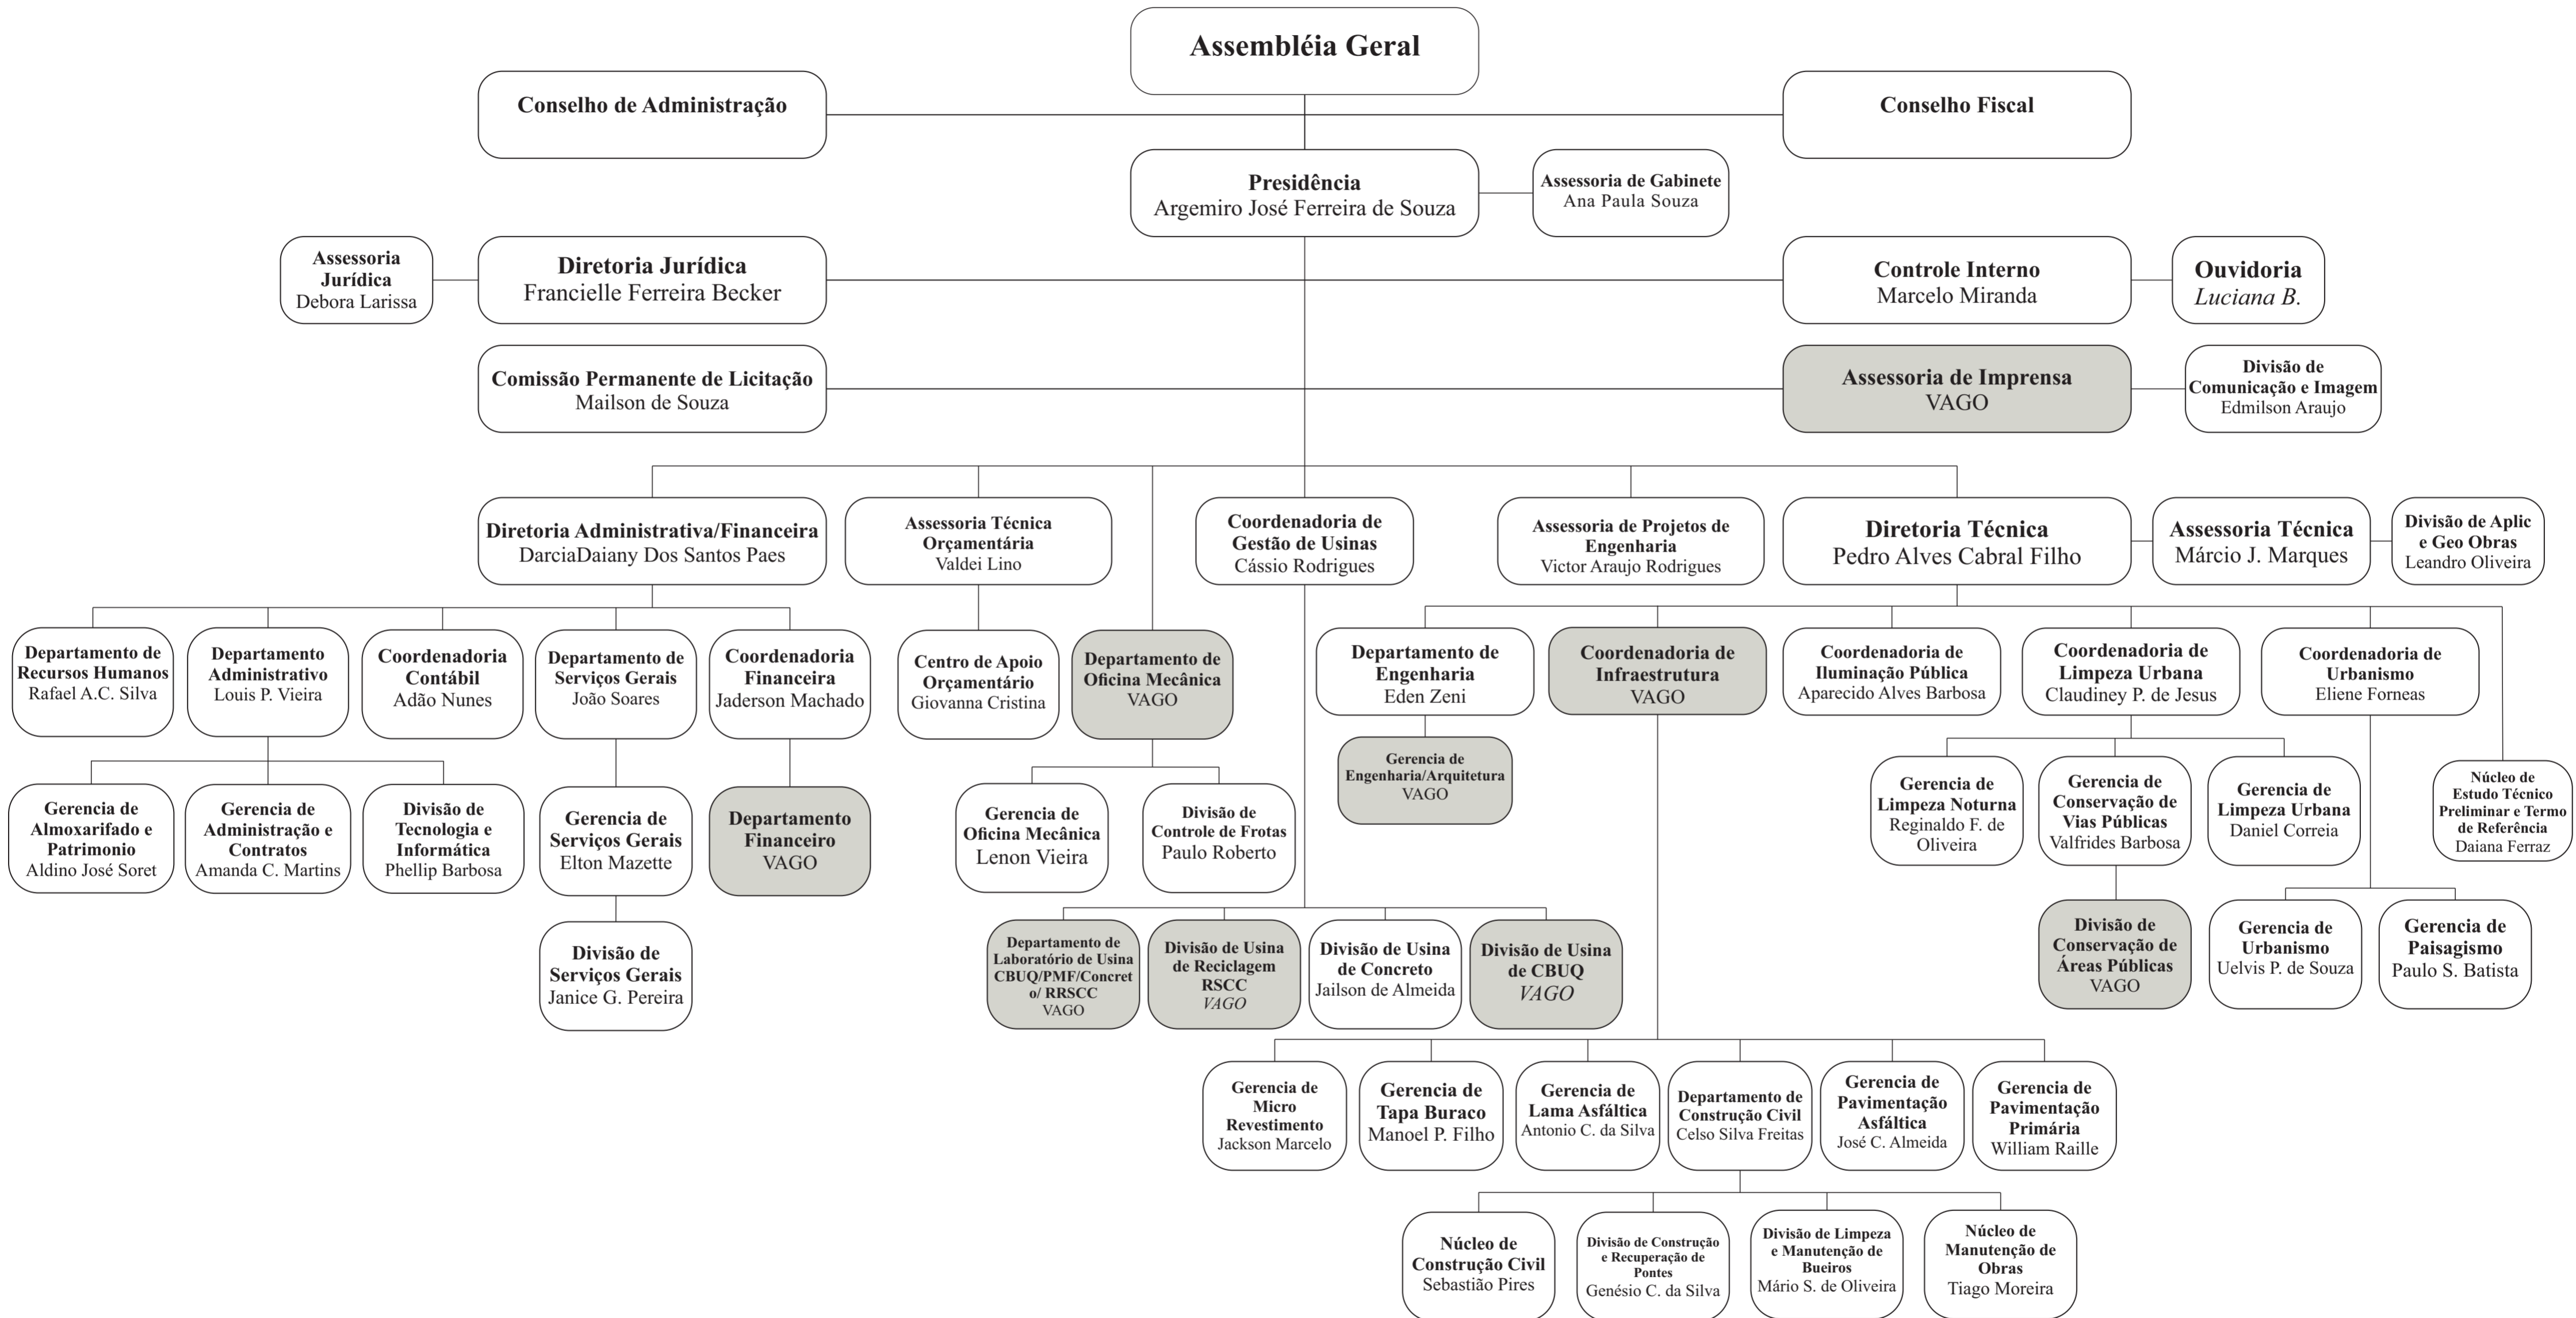 Assembléia Geral
Conselho de Administração
Conselho Fiscal
Presidência
Argemiro José Ferreira de Souza
Assessoria de Gabinete
Ana Paula Souza
Assessoria
Jurídica
Debora Larissa
Diretoria Jurídica
Francielle Ferreira Becker
Controle Interno
Marcelo Miranda
Ouvidoria
Luciana B.
Comissão Permanente de Licitação
Mailson de Souza
Assessoria de Imprensa
VAGO
Divisão de
Comunicação e Imagem
Edmilson Araujo
Diretoria Administrativa/Financeira
DarciaDaiany Dos Santos Paes
Assessoria Técnica
Orçamentária
Valdei Lino
Coordenadoria de
Gestão de Usinas
Cássio Rodrigues
Assessoria de Projetos de
Engenharia
Victor Araujo Rodrigues
Diretoria Técnica
Pedro Alves Cabral Filho
Assessoria Técnica
Márcio J. Marques
Divisão de Aplic
e Geo Obras
Leandro Oliveira
Departamento de
Recursos Humanos
Rafael A.C. Silva
Departamento
Administrativo
Louis P. Vieira
Coordenadoria
Contábil
Adão Nunes
Departamento de
Serviços Gerais
João Soares
Coordenadoria
Financeira
Jaderson Machado
Centro de Apoio
Orçamentário
Giovanna Cristina
Departamento de
Oficina Mecânica
VAGO
Departamento de
Engenharia
Eden Zeni
Coordenadoria de
Infraestrutura
VAGO
Coordenadoria de
Iluminação Pública
Aparecido Alves Barbosa
Coordenadoria de
Limpeza Urbana
Claudiney P. de Jesus
Coordenadoria de
Urbanismo
Eliene Forneas
Gerencia de
Almoxarifado e
Patrimonio
Aldino José Soret
Gerencia de
Administração e
Contratos
Amanda C. Martins
Divisão de
Tecnologia e
Informática
Phellip Barbosa
Gerencia de
Serviços Gerais
Elton Mazette
Departamento
Financeiro
VAGO
Gerencia de
Oficina Mecânica
Lenon Vieira
Divisão de
Controle de Frotas
Paulo Roberto
Gerencia de
Engenharia/Arquitetura
VAGO
Gerencia de
Limpeza Noturna
Reginaldo F. de
Oliveira
Gerencia de
Conservação de
Vias Públicas
Valfrides Barbosa
Gerencia de
Limpeza Urbana
Daniel Correia
Núcleo de
Estudo Técnico
Preliminar e Termo
de Referência
Daiana Ferraz
Divisão de
Serviços Gerais
Janice G. Pereira
Departamento de
Laboratório de Usina
CBUQ/PMF/Concret
o/ RRSCC
VAGO
Divisão de Usina
de Reciclagem
RSCC
VAGO
Divisão de Usina
de Concreto
Jailson de Almeida
Divisão de Usina
de CBUQ
VAGO
Divisão de
Conservação de
Áreas Públicas
VAGO
Gerencia de
Urbanismo
Uelvis P. de Souza
Gerencia de
Paisagismo
Paulo S. Batista
Gerencia de
Micro
Revestimento
Jackson Marcelo
Gerencia de
Tapa Buraco
Manoel P. Filho
Gerencia de
Lama Asfáltica
Antonio C. da Silva
Departamento de
Construção Civil
Celso Silva Freitas
Gerencia de
Pavimentação
Asfáltica
José C. Almeida
Gerencia de
Pavimentação
Primária
William Raille
Núcleo de
Construção Civil
Sebastião Pires
Divisão de Construção
e Recuperação de
Pontes
Genésio C. da Silva
Divisão de Limpeza
e Manutenção de
Bueiros
Mário S. de Oliveira
Núcleo de
Manutenção de
Obras
Tiago Moreira